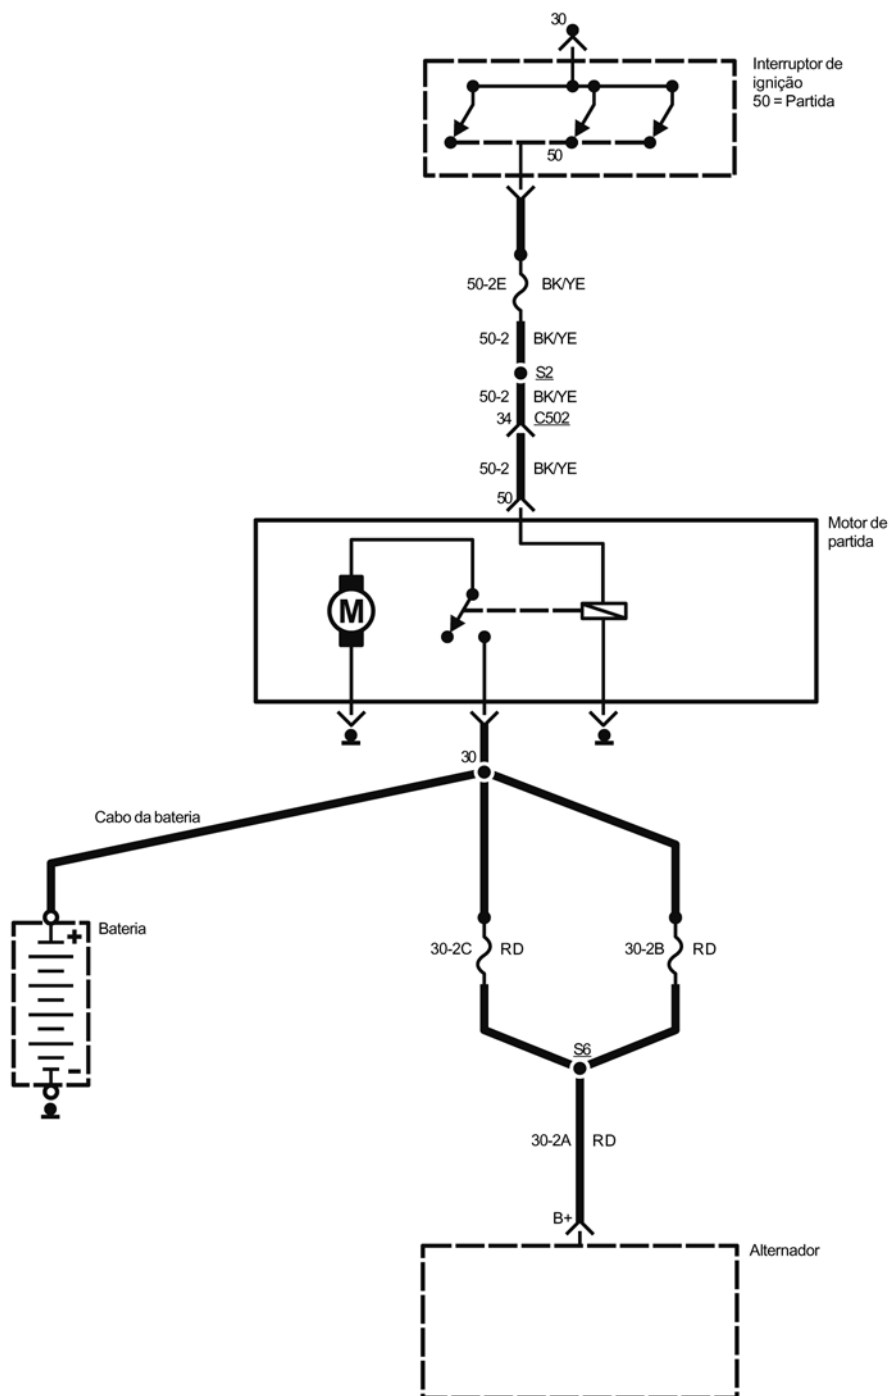 30
Interruptor de
ignição
50 = Partida
50
50-2E BK/YE
50-2 BK/YE
S2
50-2 BK/YE
34 C502
50-2 BK/YE
50
Motor de
partida
M
30
Cabo da bateria
Bateria
+
-
30-2C RD
30-2B RD
S6
30-2A RD
B+
Alternador